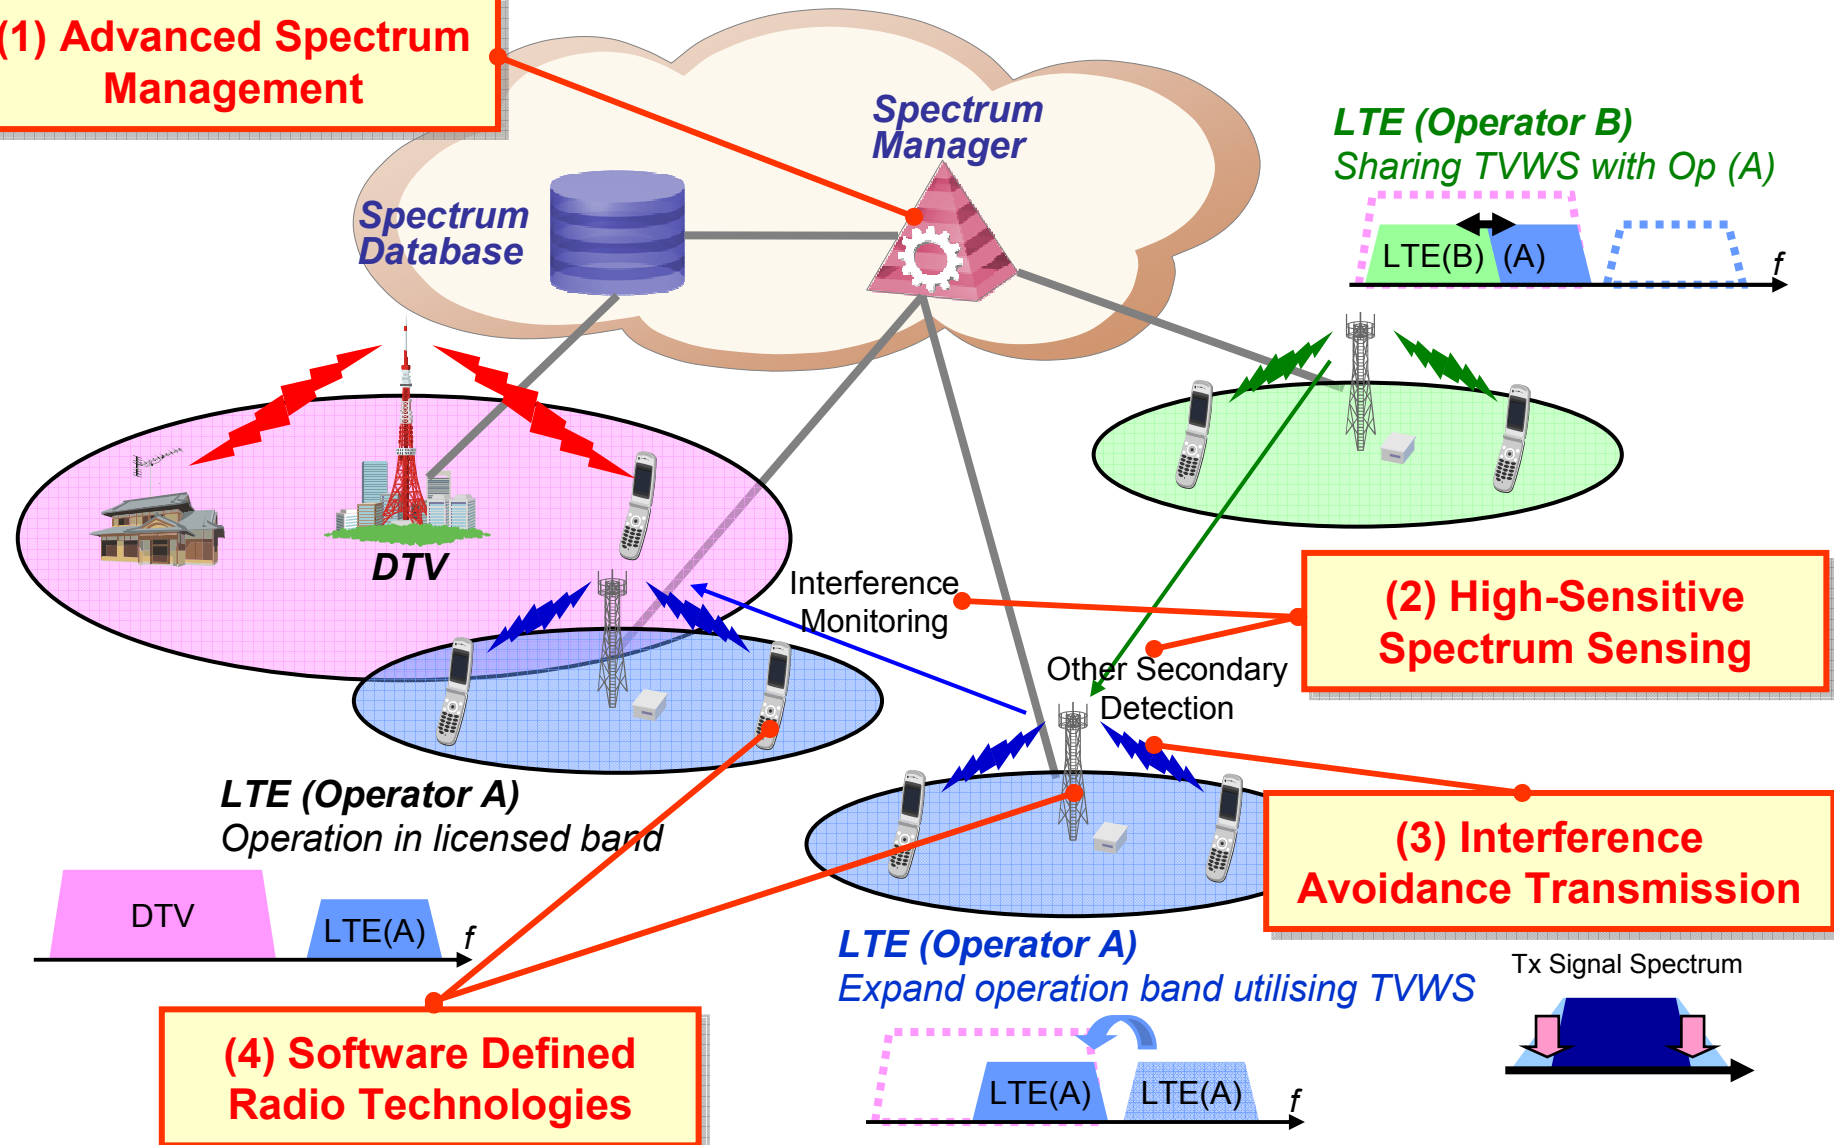 (1) Advanced Spectrum
Management
Spectrum
Manager
Spectrum
Database
LTE (Operator B)
Sharing TVWS with Op (A)
LTE(B)
(A)
f
DTV
Interference
Monitoring
(2) High-Sensitive
Spectrum Sensing
Other Secondary
Detection
LTE (Operator A)
Operation in licensed band
DTV
LTE(A)
f
(3) Interference
Avoidance Transmission
LTE (Operator A)
Expand operation band utilising TVWS
LTE(A)
LTE(A)
f
Tx Signal Spectrum
(4) Software Defined
Radio Technologies